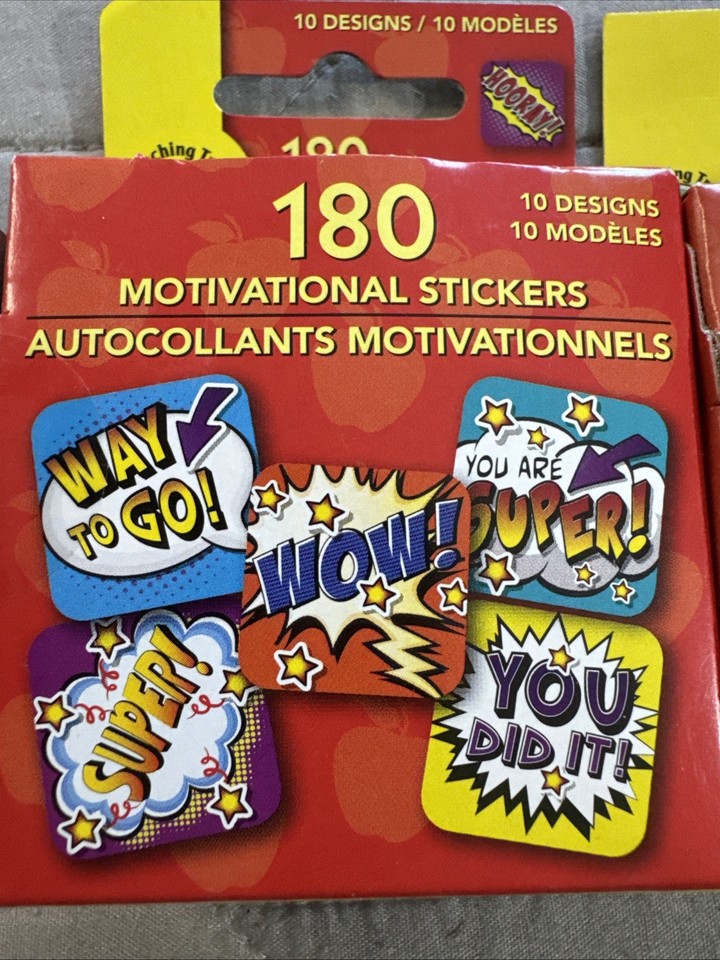 10 DESIGNS / 10 MODÈLES
HOORAY!
180
180
10 DESIGNS
10 MODÈLES
MOTIVATIONAL STICKERS
AUTOCOLLANTS MOTIVATIONNELS
WAY
TO GO!
YOU ARE
SUPER!
WOW!
SUPER!
YOU
DID IT!